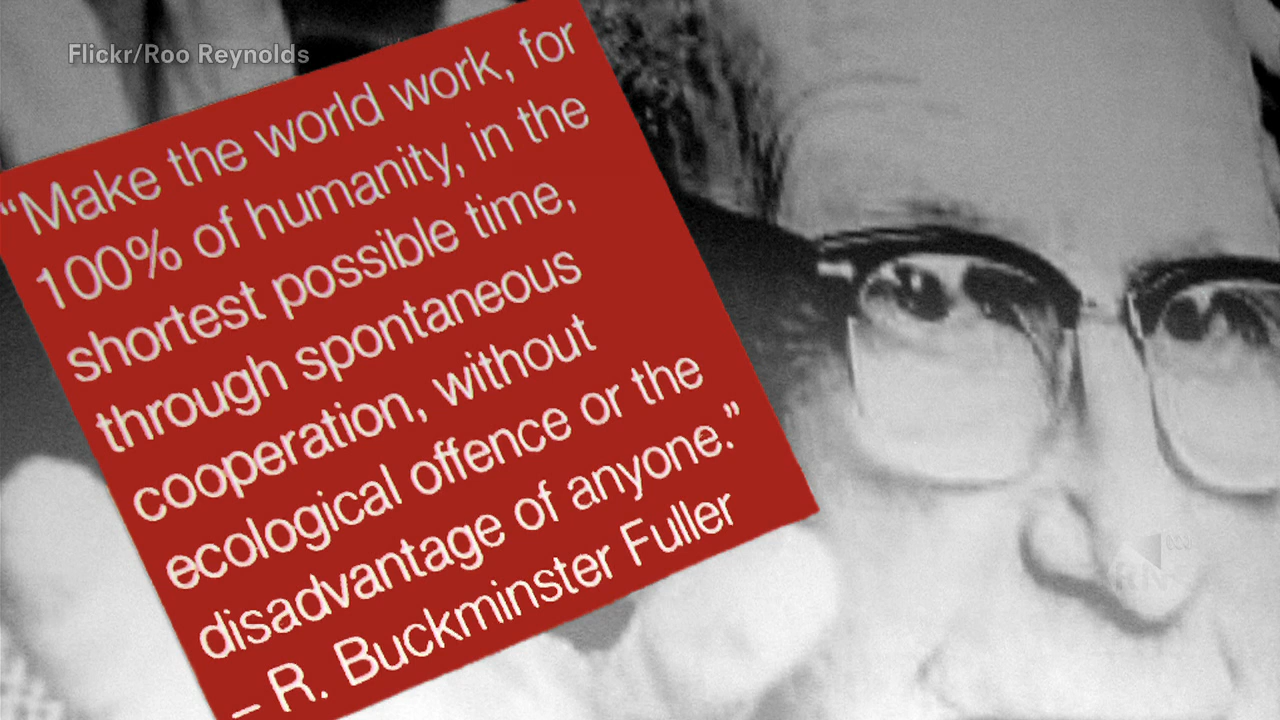 Flickr/Roo Reynolds
“Make the world work, for
100% of humanity, in the
shortest possible time,
through spontaneous
cooperation, without
ecological offence or the
disadvantage of anyone.”
– R. Buckminster Fuller
RN